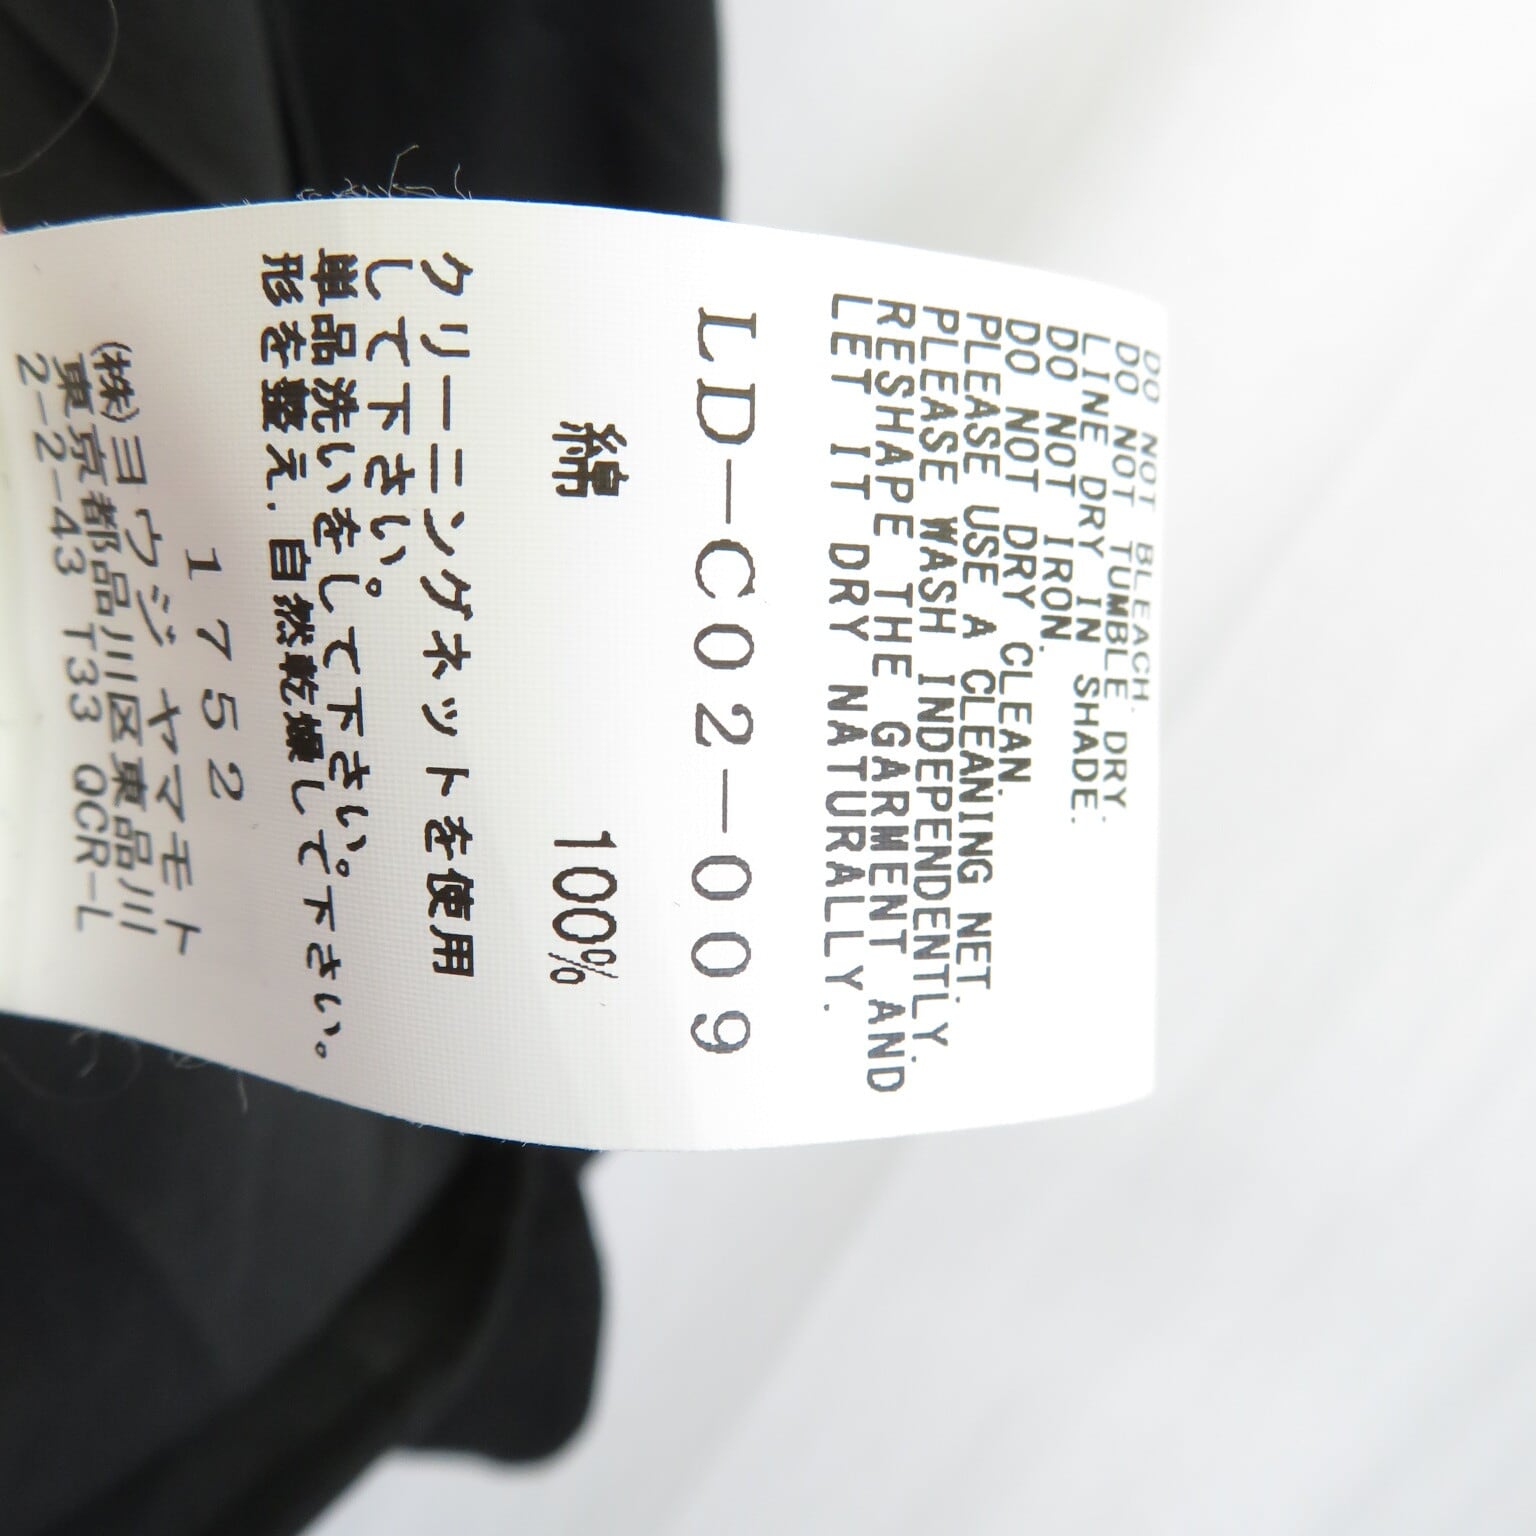 DO NOT BLEACH.
DO NOT TUMBLE DRY.
LINE DRY IN SHADE.
DO NOT IRON.
DO NOT DRY CLEAN.
PLEASE USE A CLEANING NET.
PLEASE WASH INDEPENDENTLY.
RESHAPE THE GARMENT AND
LET IT DRY NATURALLY.
LD-C02-009
綿 100%
クリーニングネットを使用
して下さい。
単品洗いをして下さい。
形を整え.自然乾燥して下さい。
1752
(株)ヨウジ ヤマモト
東京都品川区東品川
2-2-43 T33 QCR-L